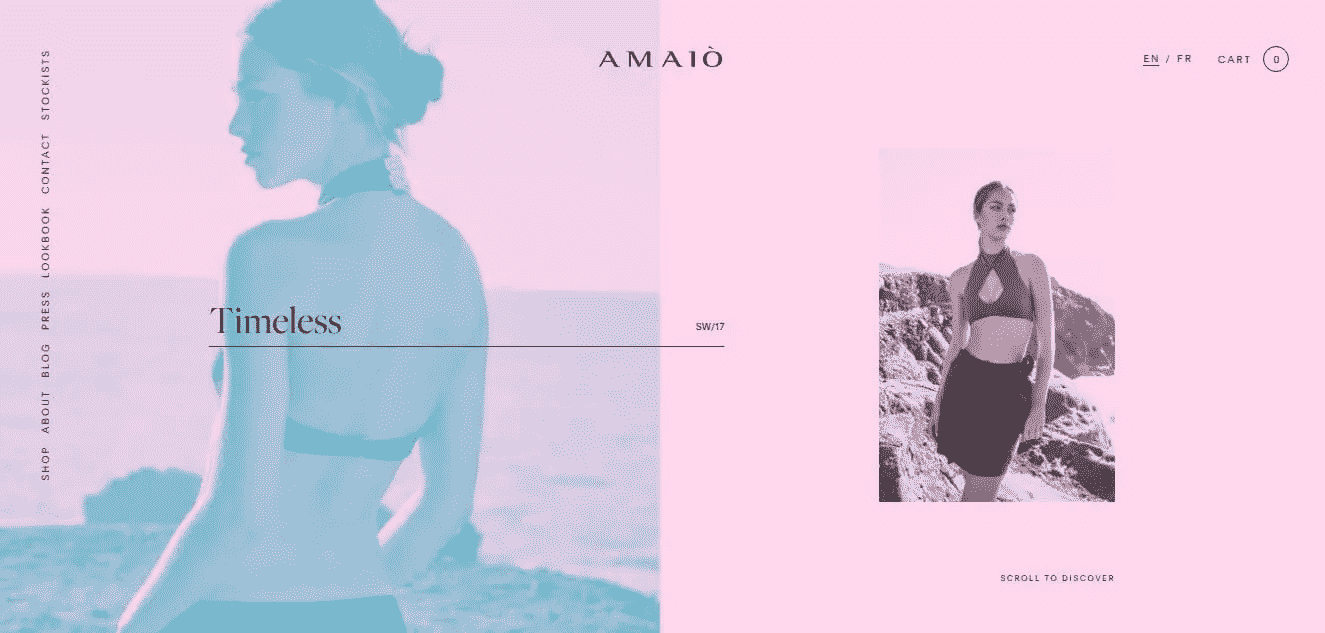 AMAIÒ
EN / FR
CART 0
STOCKISTS
CONTACT
LOOKBOOK
PRESS
BLOG
ABOUT
SHOP
Timeless
SW/17
SCROLL TO DISCOVER